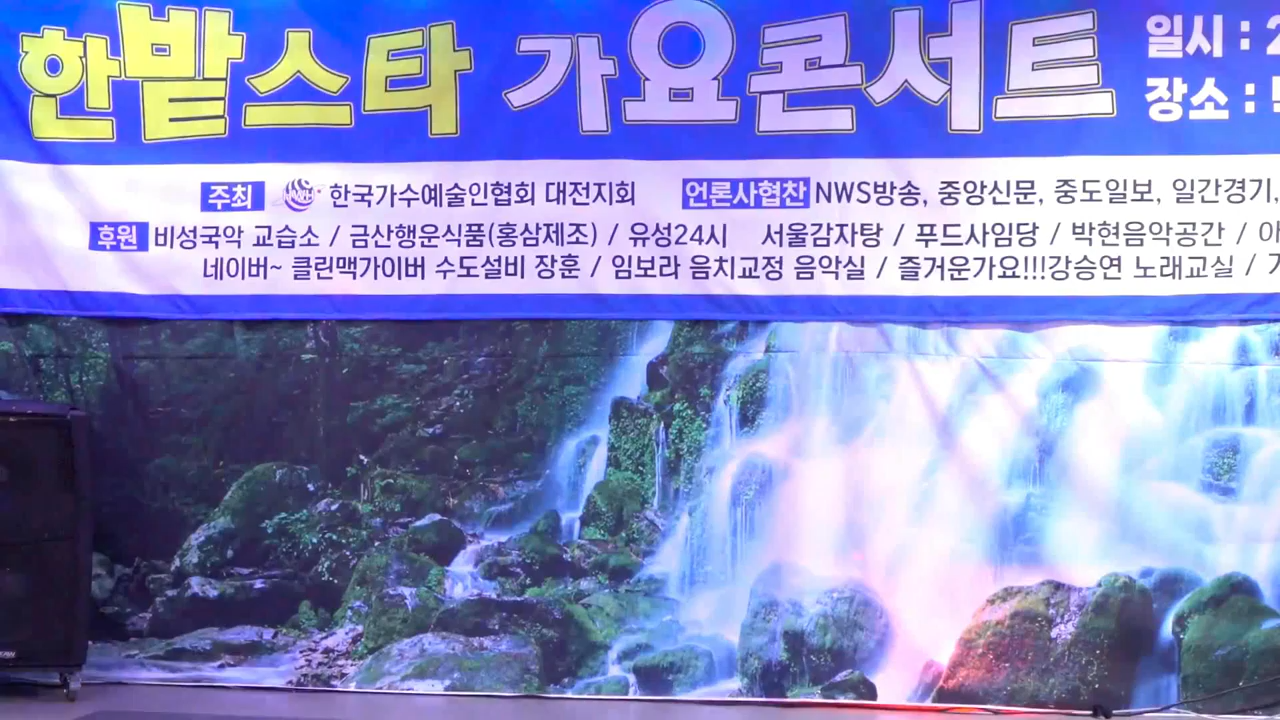 한밭스타 가요콘서트
일시 : 2
장소 :
주최 한국가수예술인협회 대전지회 언론사협찬 NWS방송, 중앙신문, 중도일보, 일간경기,
후원 비성국악 교습소 / 금산행운식품(홍삼제조) / 유성24시 서울감자탕 / 푸드사임당 / 박현음악공간 /
네이버~ 클린맥가이버 수도설비 장훈 / 임보라 음치교정 음악실 / 즐거운가요!!!강승연 노래교실 /